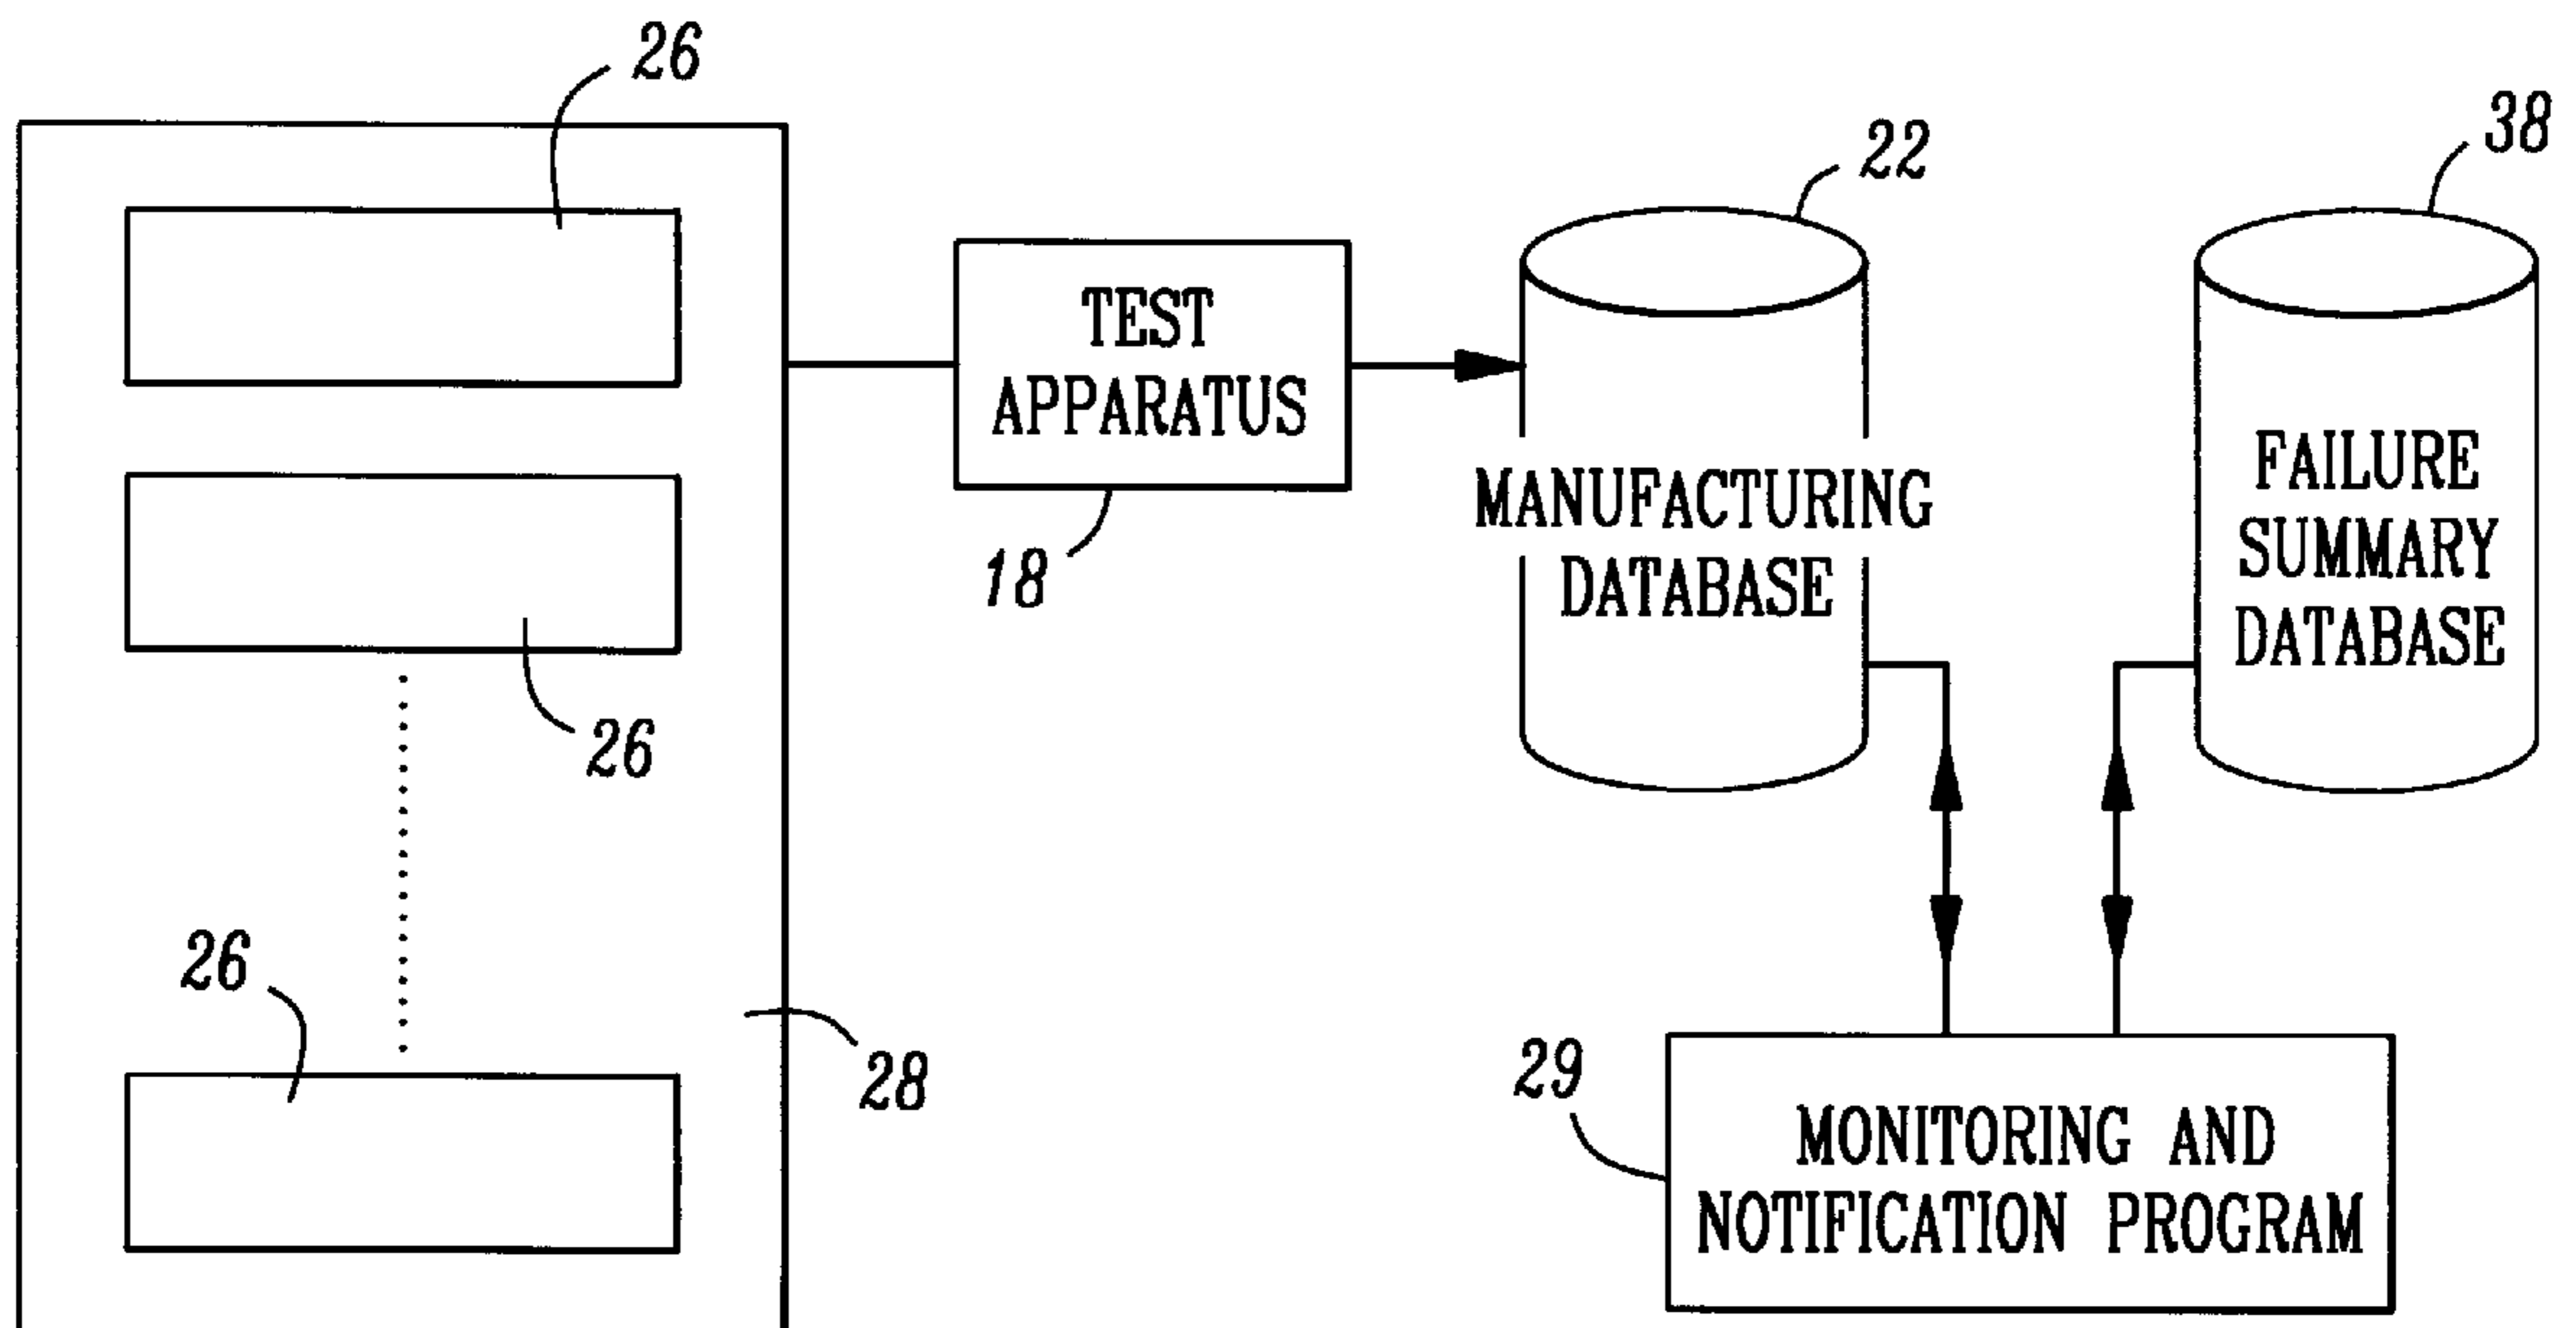 26
38
22
TEST
APPARATUS
18
MANUFACTURING
DATABASE
FAILURE
SUMMARY
DATABASE
26
26
28
29
MONITORING AND
NOTIFICATION PROGRAM